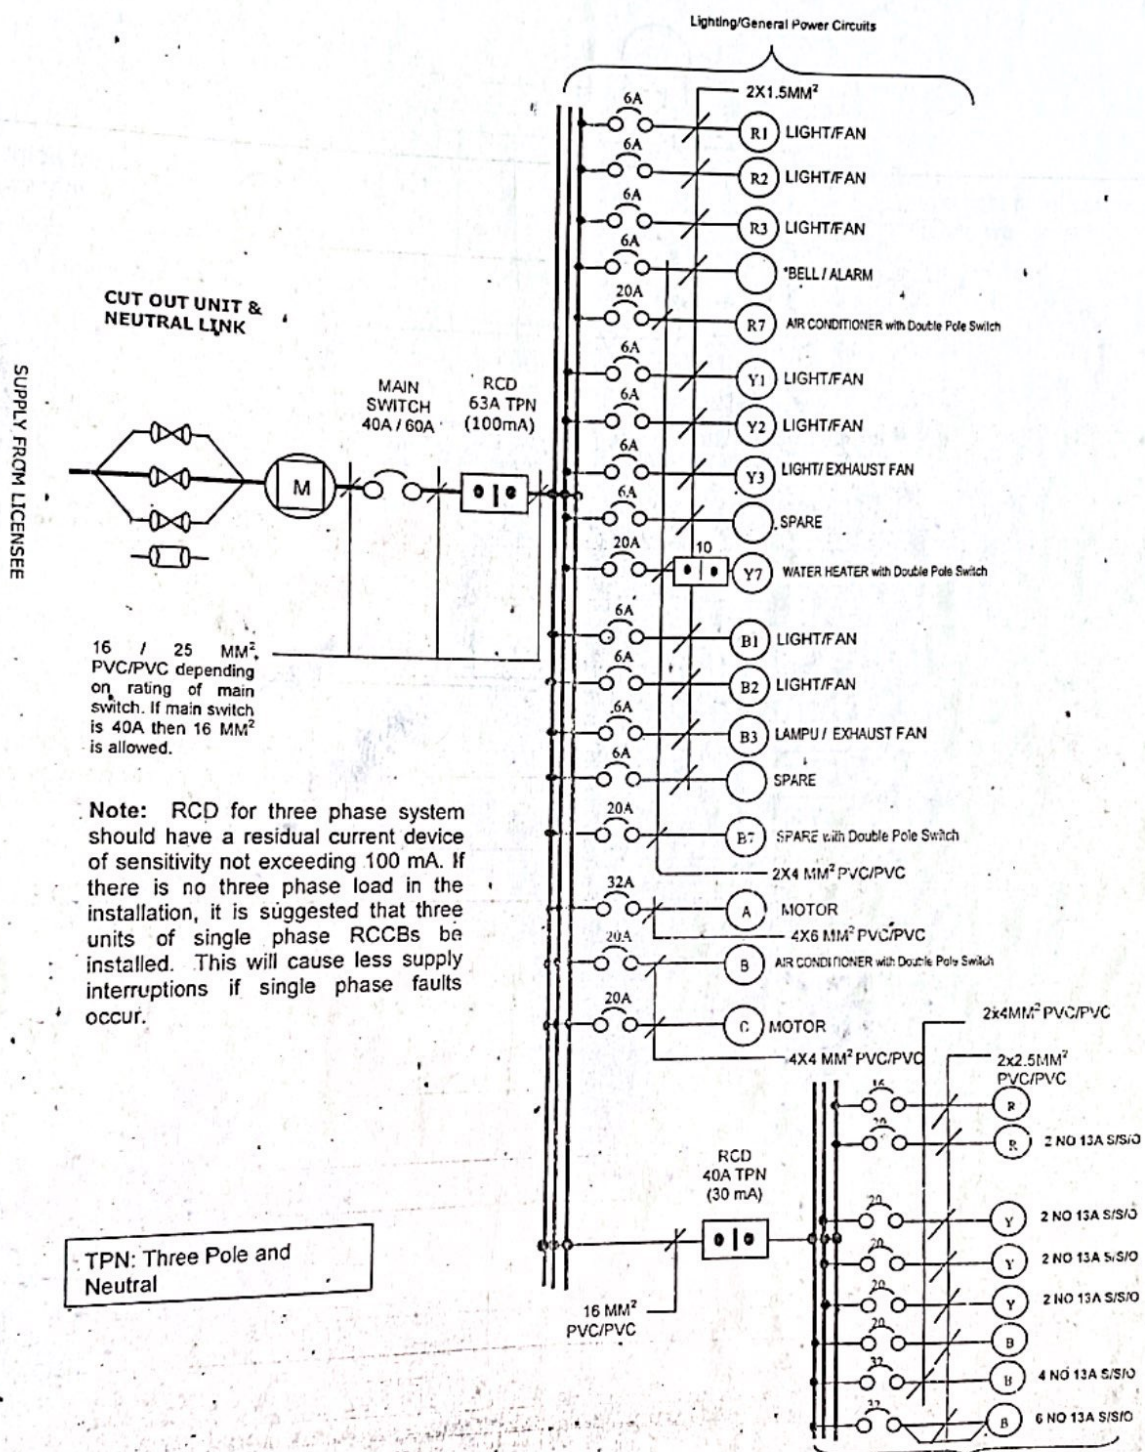 Lighting/General Power Circuits
2X1.5MM²
6A
R1 LIGHT/FAN
6A
R2 LIGHT/FAN
6A
R3 LIGHT/FAN
6A
*BELL / ALARM
20A
R7 AIR CONDITIONER with Double Pole Switch
6A
Y1 LIGHT/FAN
6A
Y2 LIGHT/FAN
6A
Y3 LIGHT/ EXHAUST FAN
6A
SPARE
20A
10
Y7 WATER HEATER with Double Pole Switch
6A
B1 LIGHT/FAN
6A
B2 LIGHT/FAN
6A
B3 LAMPU / EXHAUST FAN
6A
SPARE
20A
B7 SPARE with Double Pole Switch
2X4 MM² PVC/PVC
32A
A MOTOR
4X6 MM² PVC/PVC
20A
B AIR CONDITIONER with Double Pole Switch
20A
C MOTOR
4X4 MM² PVC/PVC
CUT OUT UNIT &
NEUTRAL LINK
SUPPLY FROM LICENSEE
M
MAIN
SWITCH
40A / 60A
RCD
63A TPN
(100mA)
16 / 25 MM²,
PVC/PVC depending
on rating of main
switch. If main switch
is 40A then 16 MM²
is allowed.
Note: RCD for three phase system
should have a residual current device
of sensitivity not exceeding 100 mA. If
there is no three phase load in the
installation, it is suggested that three
units of single phase RCCBs be
installed. This will cause less supply
interruptions if single phase faults
occur.
TPN: Three Pole and
Neutral
RCD
40A TPN
(30 mA)
16 MM²
PVC/PVC
2x4MM² PVC/PVC
2x2.5MM²
PVC/PVC
R
R 2 NO 13A S/S/O
20
Y 2 NO 13A S/S/O
20
Y 2 NO 13A S/S/O
20
Y 2 NO 13A S/S/O
20
B
32
B 4 NO 13A S/S/O
B 6 NO 13A S/S/O